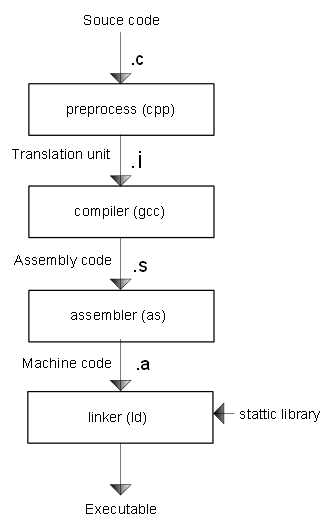 Souce code
.c
preprocess (cpp)
Translation unit
.i
compiler (gcc)
Assembly code
.s
assembler (as)
Machine code
.a
linker (ld)
stattic library
Executable